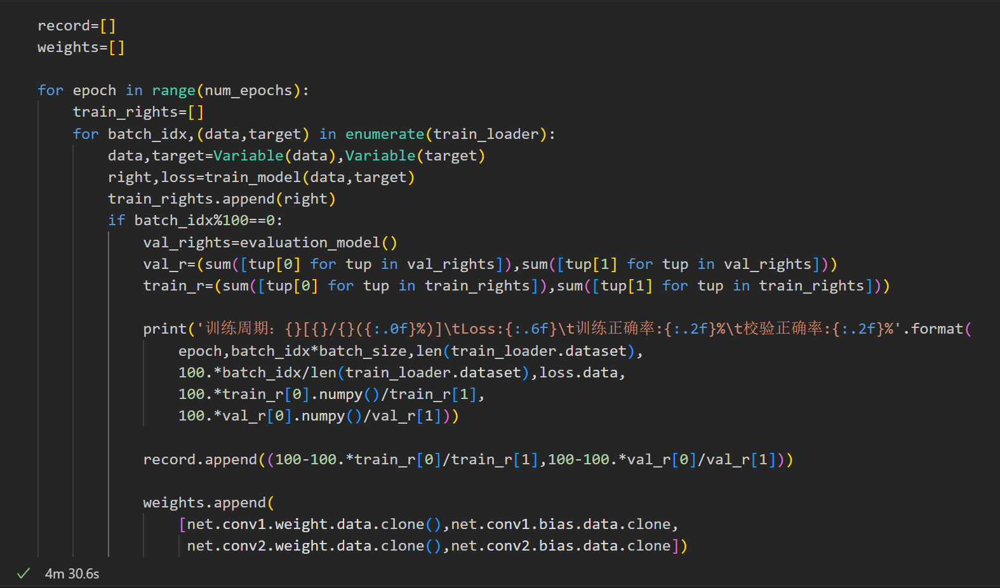 record=[]
weights=[]
for epoch in range(num_epochs):
    train_rights=[]
    for batch_idx,(data,target) in enumerate(train_loader):
        data,target=Variable(data),Variable(target)
        right,loss=train_model(data,target)
        train_rights.append(right)
        if batch_idx%100==0:
            val_rights=evaluation_model()
            val_r=(sum([tup[0] for tup in val_rights]),sum([tup[1] for tup in val_rights]))
            train_r=(sum([tup[0] for tup in train_rights]),sum([tup[1] for tup in train_rights]))
            print('训练周期：{}[{}/{}({:.0f}%)]\tLoss:{:.6f}\t训练正确率:{:.2f}%\t校验正确率:{:.2f}%'.format(
                epoch,batch_idx*batch_size,len(train_loader.dataset),
                100.*batch_idx/len(train_loader.dataset),loss.data,
                100.*train_r[0].numpy()/train_r[1],
                100.*val_r[0].numpy()/val_r[1]))
            record.append((100-100.*train_r[0]/train_r[1],100-100.*val_r[0]/val_r[1]))
            weights.append(
                [net.conv1.weight.data.clone(),net.conv1.bias.data.clone,
                 net.conv2.weight.data.clone(),net.conv2.bias.data.clone])
4m 30.6s